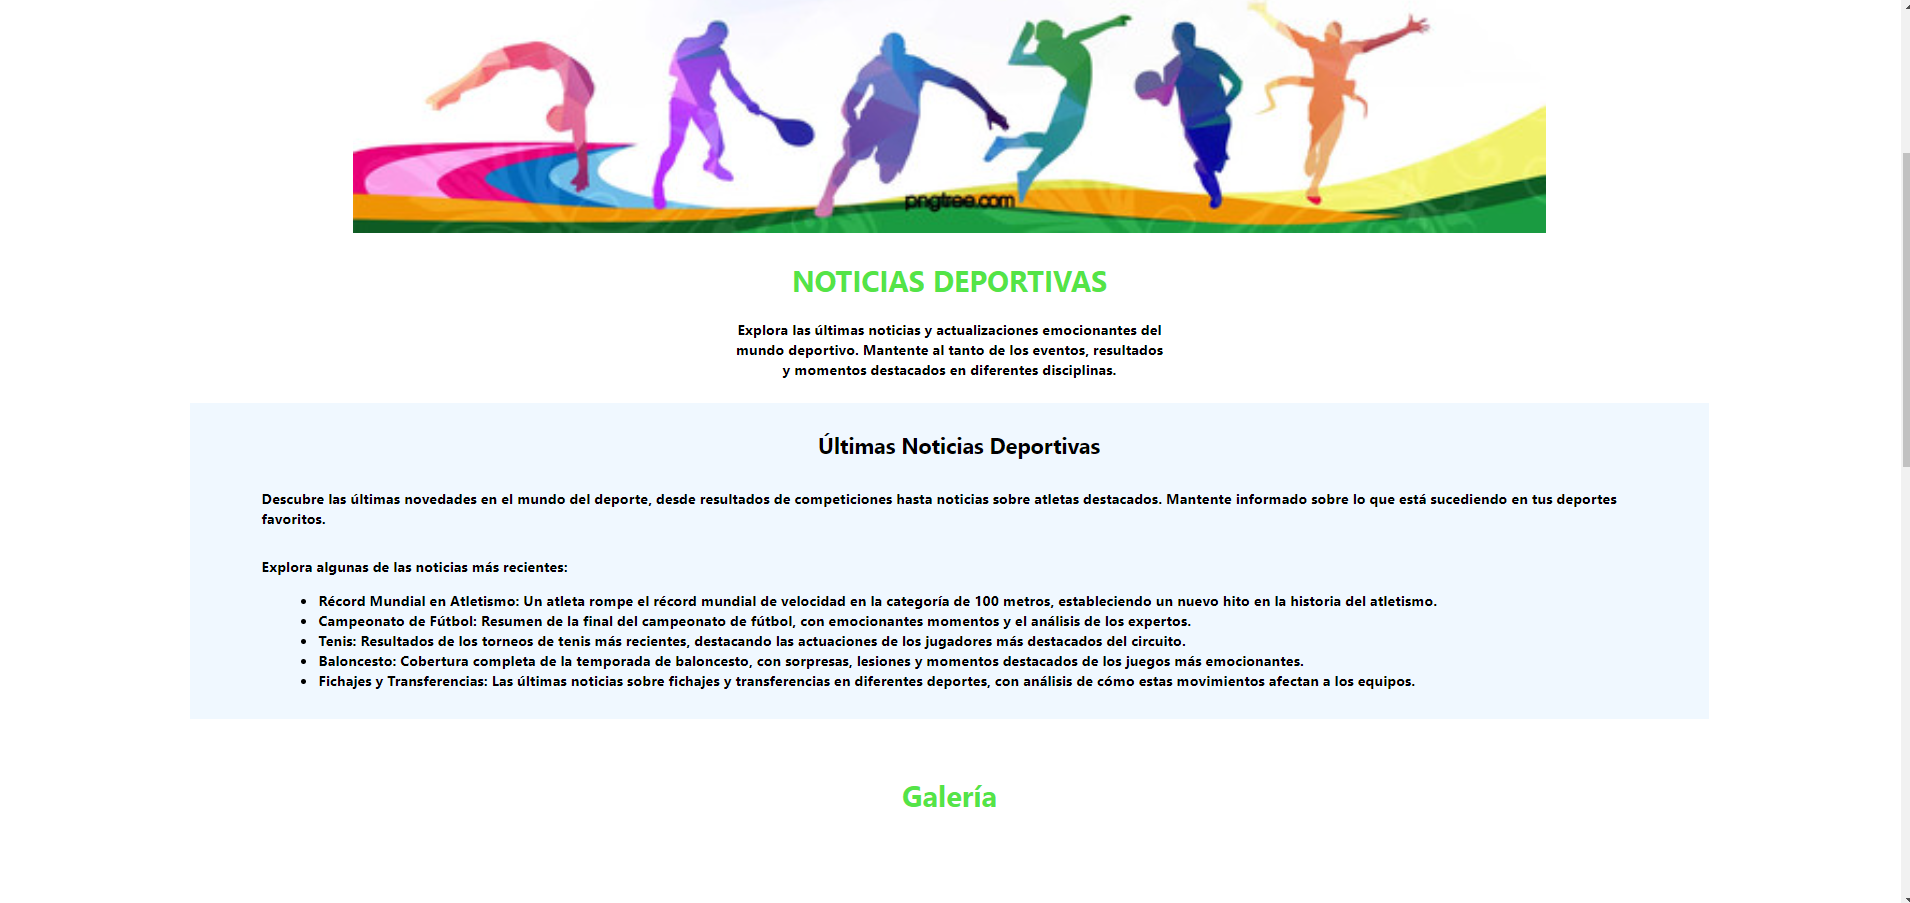 pngtree.com
NOTICIAS DEPORTIVAS
Explora las últimas noticias y actualizaciones emocionantes del
mundo deportivo. Mantente al tanto de los eventos, resultados
y momentos destacados en diferentes disciplinas.
Últimas Noticias Deportivas
Descubre las últimas novedades en el mundo del deporte, desde resultados de competiciones hasta noticias sobre atletas destacados. Mantente informado sobre lo que está sucediendo en tus deportes
favoritos.
Explora algunas de las noticias más recientes:
• Récord Mundial en Atletismo: Un atleta rompe el récord mundial de velocidad en la categoría de 100 metros, estableciendo un nuevo hito en la historia del atletismo.
• Campeonato de Fútbol: Resumen de la final del campeonato de fútbol, con emocionantes momentos y el análisis de los expertos.
• Tenis: Resultados de los torneos de tenis más recientes, destacando las actuaciones de los jugadores más destacados del circuito.
• Baloncesto: Cobertura completa de la temporada de baloncesto, con sorpresas, lesiones y momentos destacados de los juegos más emocionantes.
• Fichajes y Transferencias: Las últimas noticias sobre fichajes y transferencias en diferentes deportes, con análisis de cómo estas movimientos afectan a los equipos.
Galería